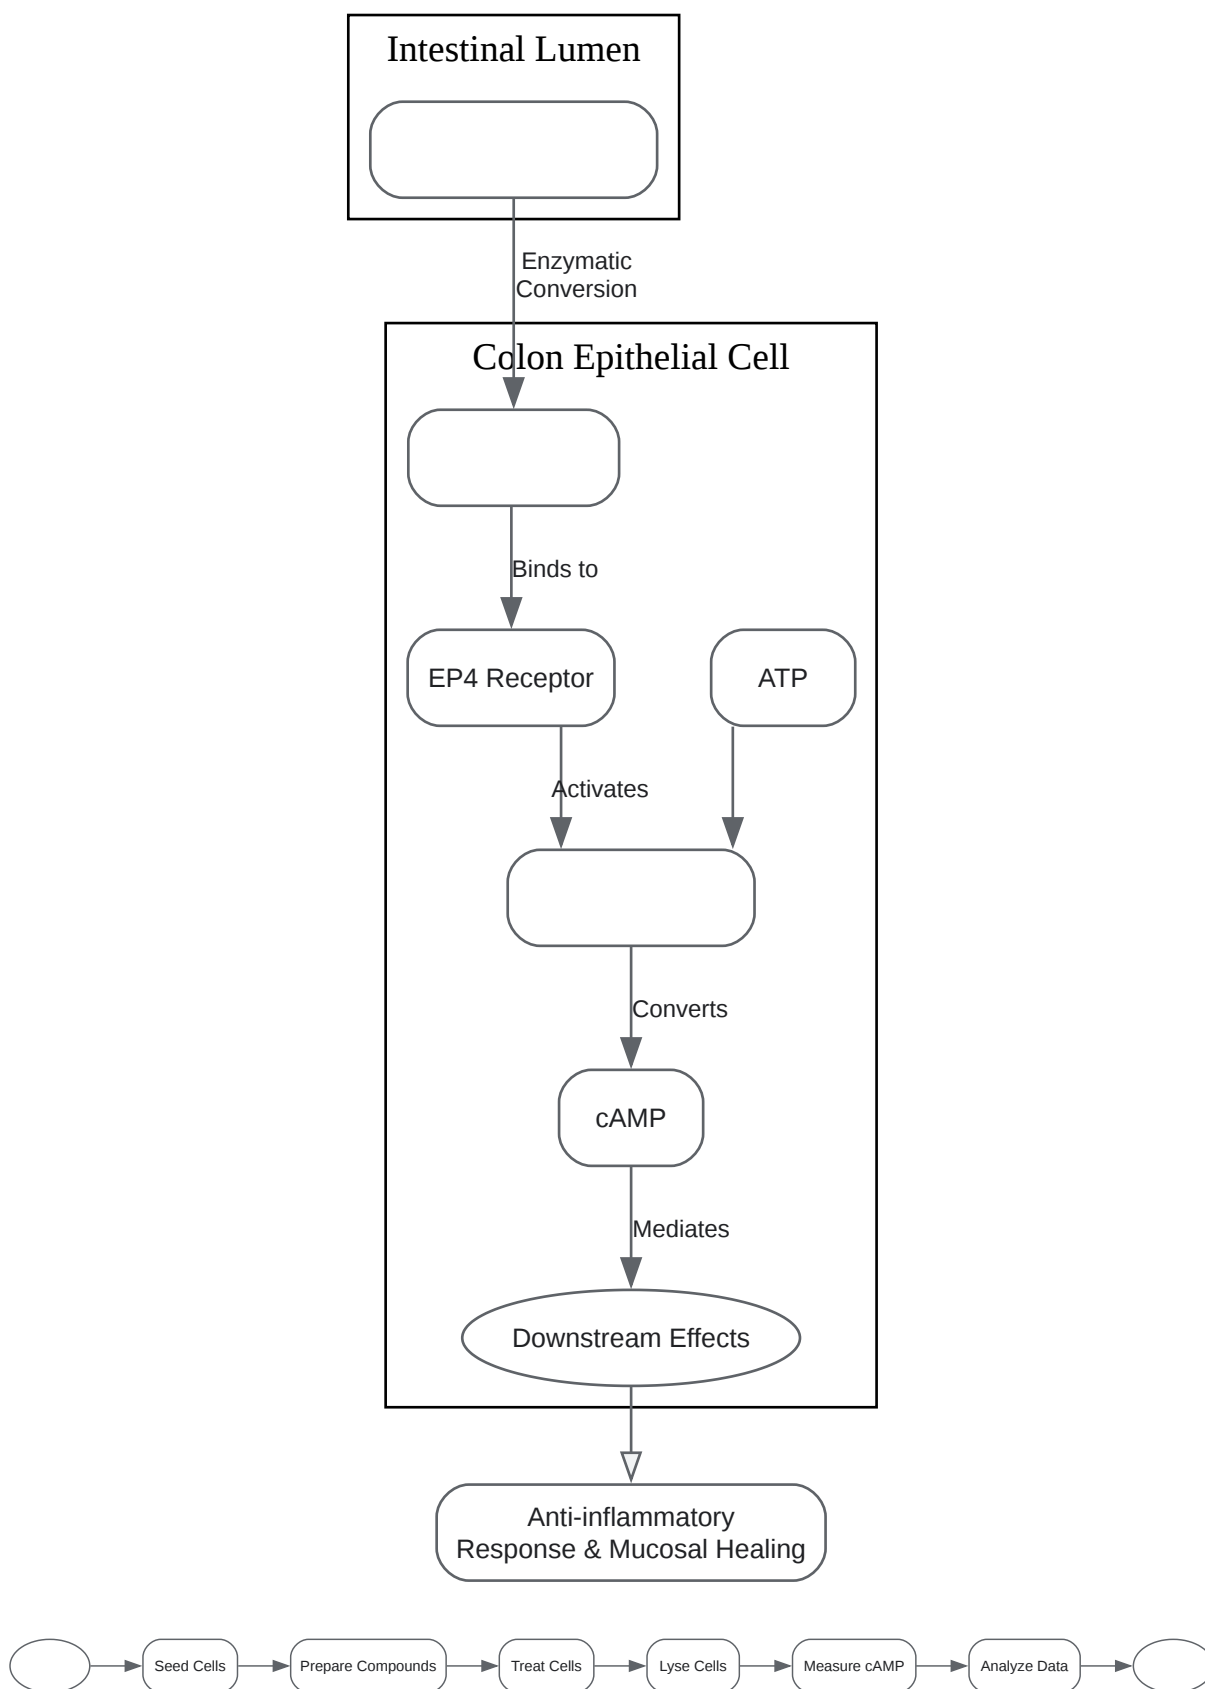 Intestinal Lumen
Enzymatic
Conversion
Colon Epithelial Cell
Binds to
EP4 Receptor
ATP
Activates
Converts
cAMP
Mediates
Downstream Effects
Anti-inflammatory
Response & Mucosal Healing
Seed Cells
Prepare Compounds
Treat Cells
Lyse Cells
Measure cAMP
Analyze Data